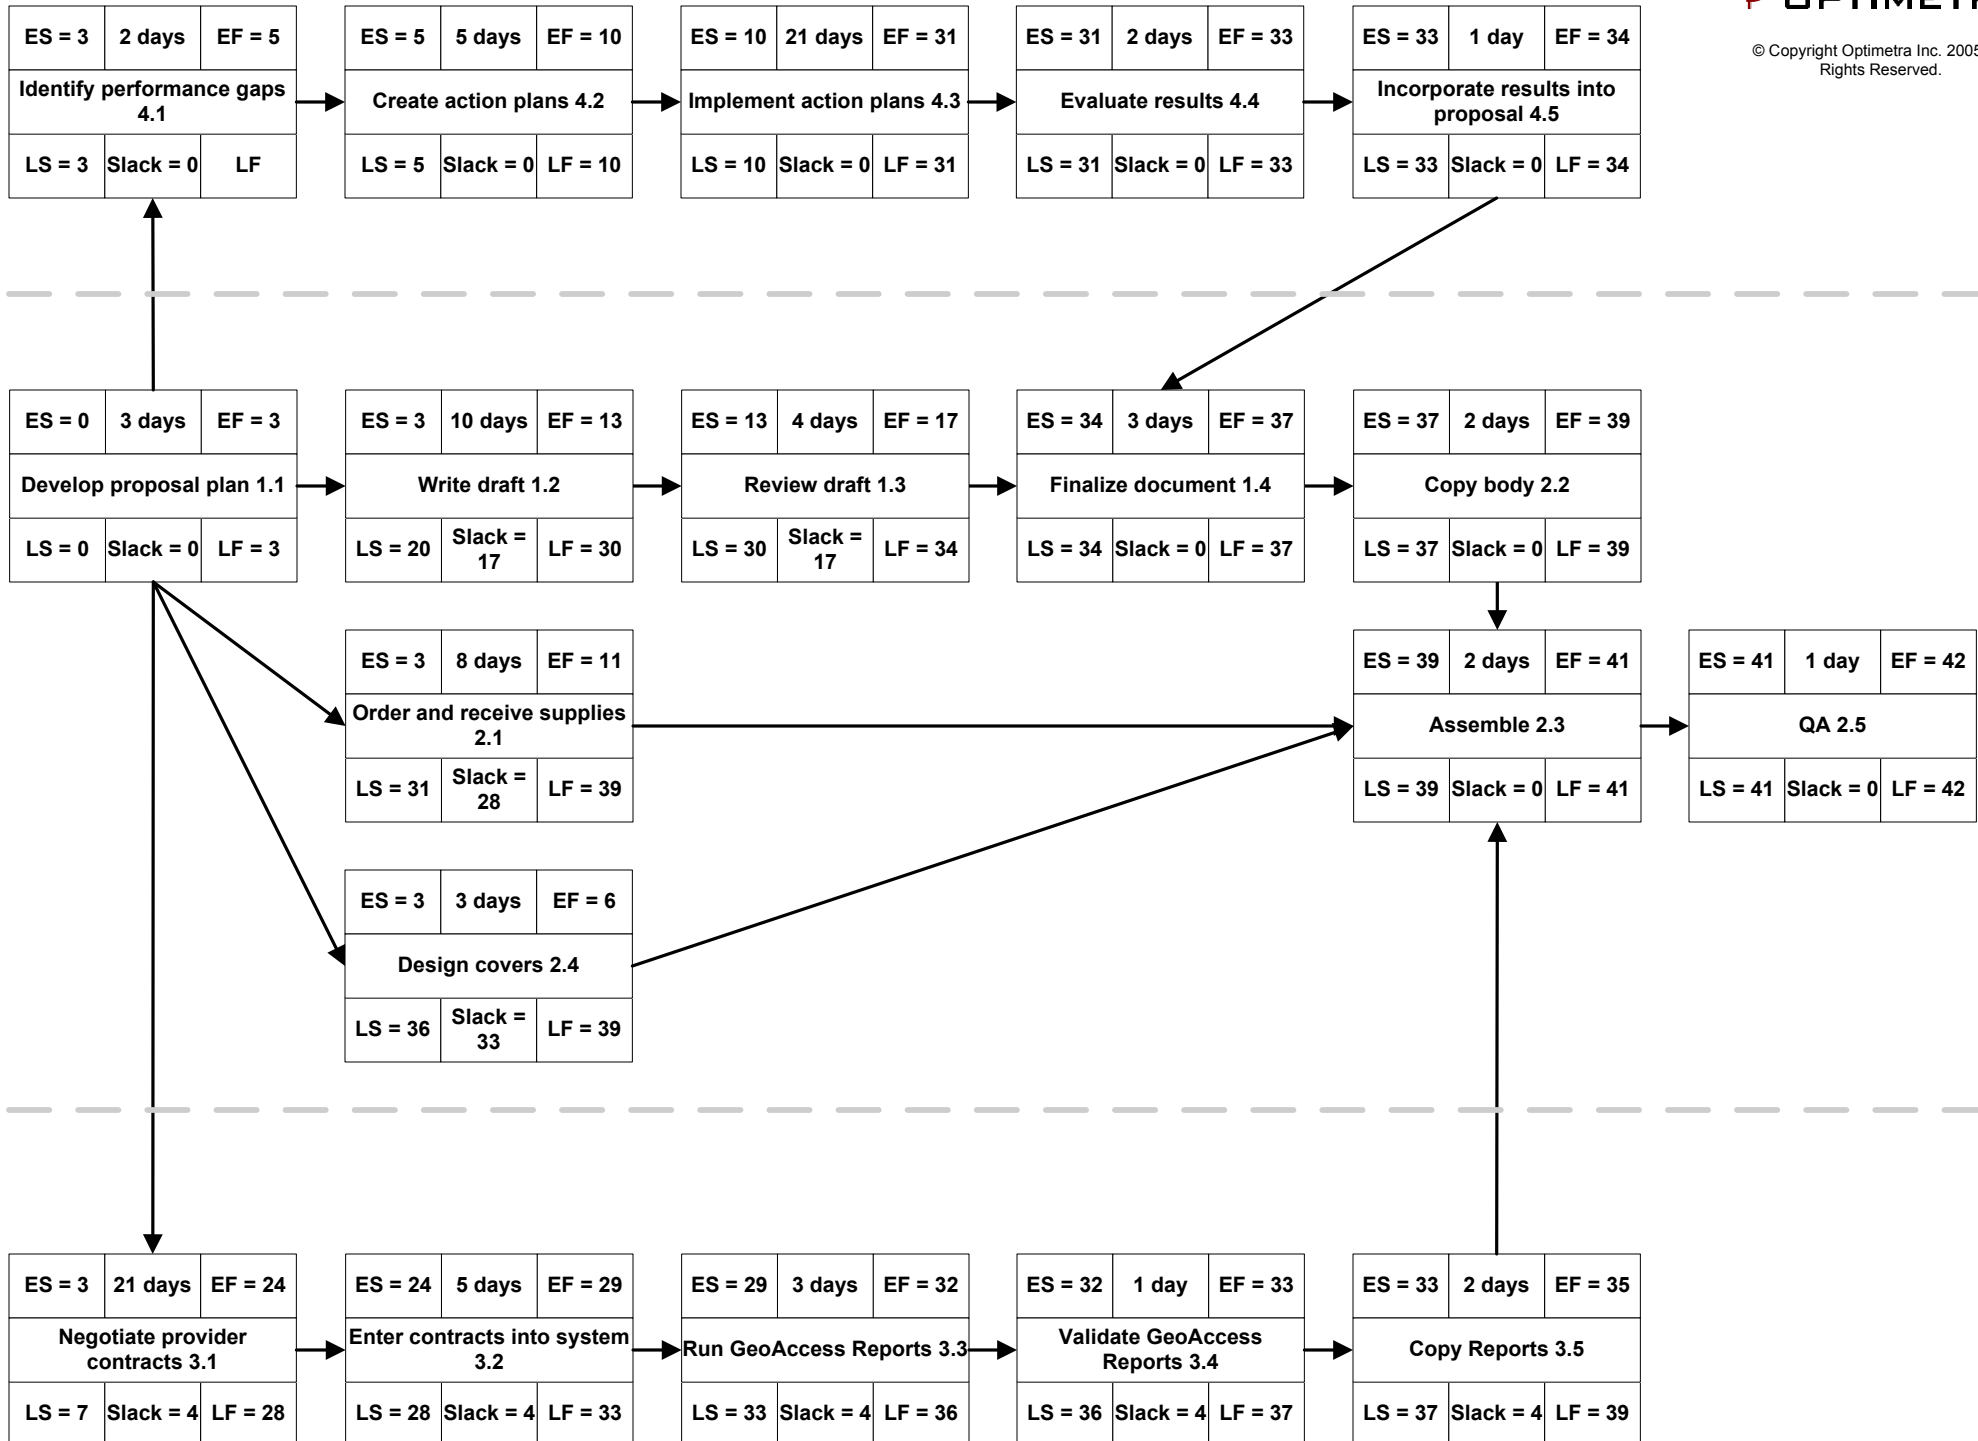 OPTIMETRA
© Copyright Optimetra Inc. 2005
Rights Reserved.
ES = 3 2 days EF = 5
Identify performance gaps
4.1
LS = 3 Slack = 0 LF
ES = 5 5 days EF = 10
Create action plans 4.2
LS = 5 Slack = 0 LF = 10
ES = 10 21 days EF = 31
Implement action plans 4.3
LS = 10 Slack = 0 LF = 31
ES = 31 2 days EF = 33
Evaluate results 4.4
LS = 31 Slack = 0 LF = 33
ES = 33 1 day EF = 34
Incorporate results into
proposal 4.5
LS = 33 Slack = 0 LF = 34
ES = 0 3 days EF = 3
Develop proposal plan 1.1
LS = 0 Slack = 0 LF = 3
ES = 3 10 days EF = 13
Write draft 1.2
LS = 20 Slack =
17 LF = 30
ES = 13 4 days EF = 17
Review draft 1.3
LS = 30 Slack =
17 LF = 34
ES = 34 3 days EF = 37
Finalize document 1.4
LS = 34 Slack = 0 LF = 37
ES = 37 2 days EF = 39
Copy body 2.2
LS = 37 Slack = 0 LF = 39
ES = 3 8 days EF = 11
Order and receive supplies
2.1
LS = 31 Slack =
28 LF = 39
ES = 39 2 days EF = 41
Assemble 2.3
LS = 39 Slack = 0 LF = 41
ES = 41 1 day EF = 42
QA 2.5
LS = 41 Slack = 0 LF = 42
ES = 3 3 days EF = 6
Design covers 2.4
LS = 36 Slack =
33 LF = 39
ES = 3 21 days EF = 24
Negotiate provider
contracts 3.1
LS = 7 Slack = 4 LF = 28
ES = 24 5 days EF = 29
Enter contracts into system
3.2
LS = 28 Slack = 4 LF = 33
ES = 29 3 days EF = 32
Run GeoAccess Reports 3.3
LS = 33 Slack = 4 LF = 36
ES = 32 1 day EF = 33
Validate GeoAccess
Reports 3.4
LS = 36 Slack = 4 LF = 37
ES = 33 2 days EF = 35
Copy Reports 3.5
LS = 37 Slack = 4 LF = 39